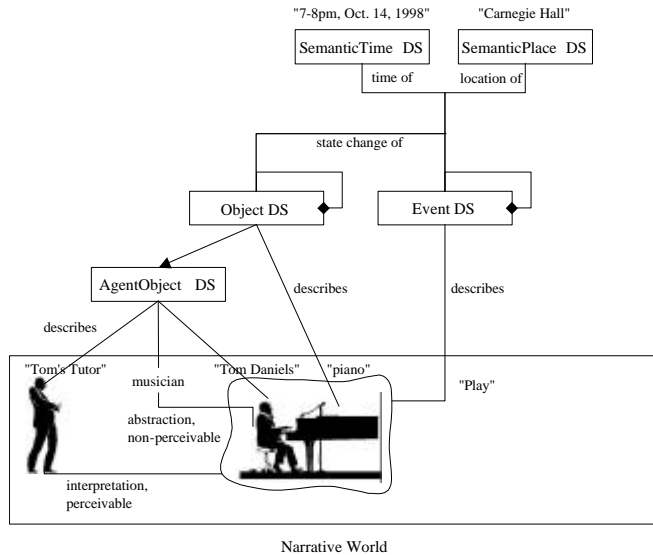 "7-8pm, Oct. 14, 1998" "Carnegie Hall"
SemanticTime DS SemanticPlace DS
time of location of
state change of
Object DS Event DS
AgentObject DS
describes describes
describes
"Tom's Tutor" "Tom Daniels" "piano"
musician "Play"
abstraction,
non-perceivable
interpretation,
perceivable
Narrative World